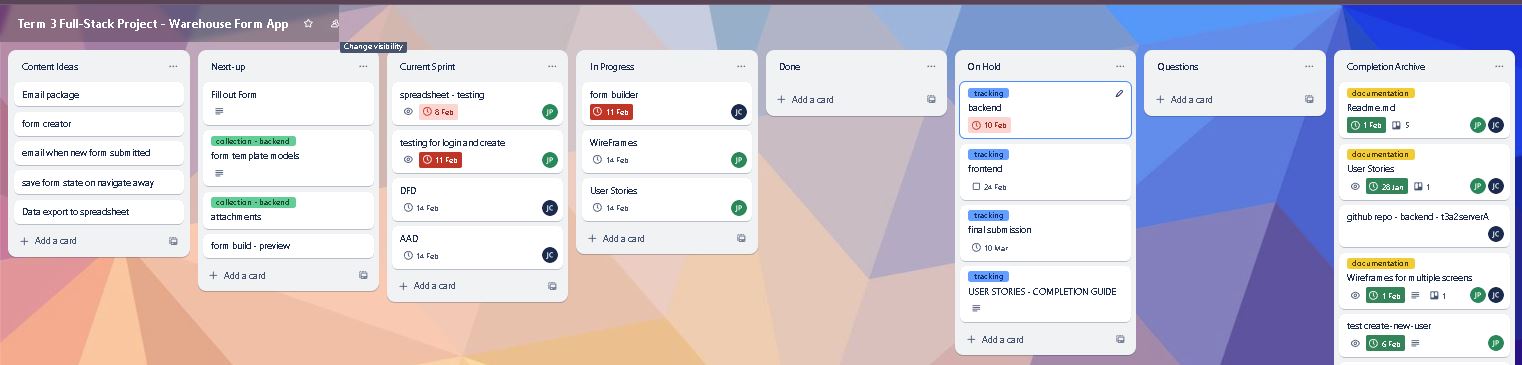 Term 3 Full-Stack Project - Warehouse Form App
Change visibility
Content Ideas
Email package
form creator
email when new form submitted
save form state on navigate away
Data export to spreadsheet
Add a card
Next-up
Fill out Form
collection - backend
form template models
collection - backend
attachments
form build - preview
Add a card
Current Sprint
spreadsheet - testing
8 Feb
JP
testing for login and create
11 Feb
JP
DFD
14 Feb
JC
AAD
14 Feb
JC
Add a card
In Progress
form builder
11 Feb
JC
WireFrames
14 Feb
JP
User Stories
14 Feb
JP
Add a card
Done
Add a card
On Hold
tracking
backend
10 Feb
tracking
frontend
24 Feb
tracking
final submission
10 Mar
tracking
USER STORIES - COMPLETION GUIDE
Add a card
Questions
Add a card
Completion Archive
documentation
Readme.md
1 Feb 5 JP JC
documentation
User Stories
28 Jan 1 JP JC
github repo - backend - t3a2serverA
JC
documentation
Wireframes for multiple screens
1 Feb 1 JP JC
test create-new-user
6 Feb JP